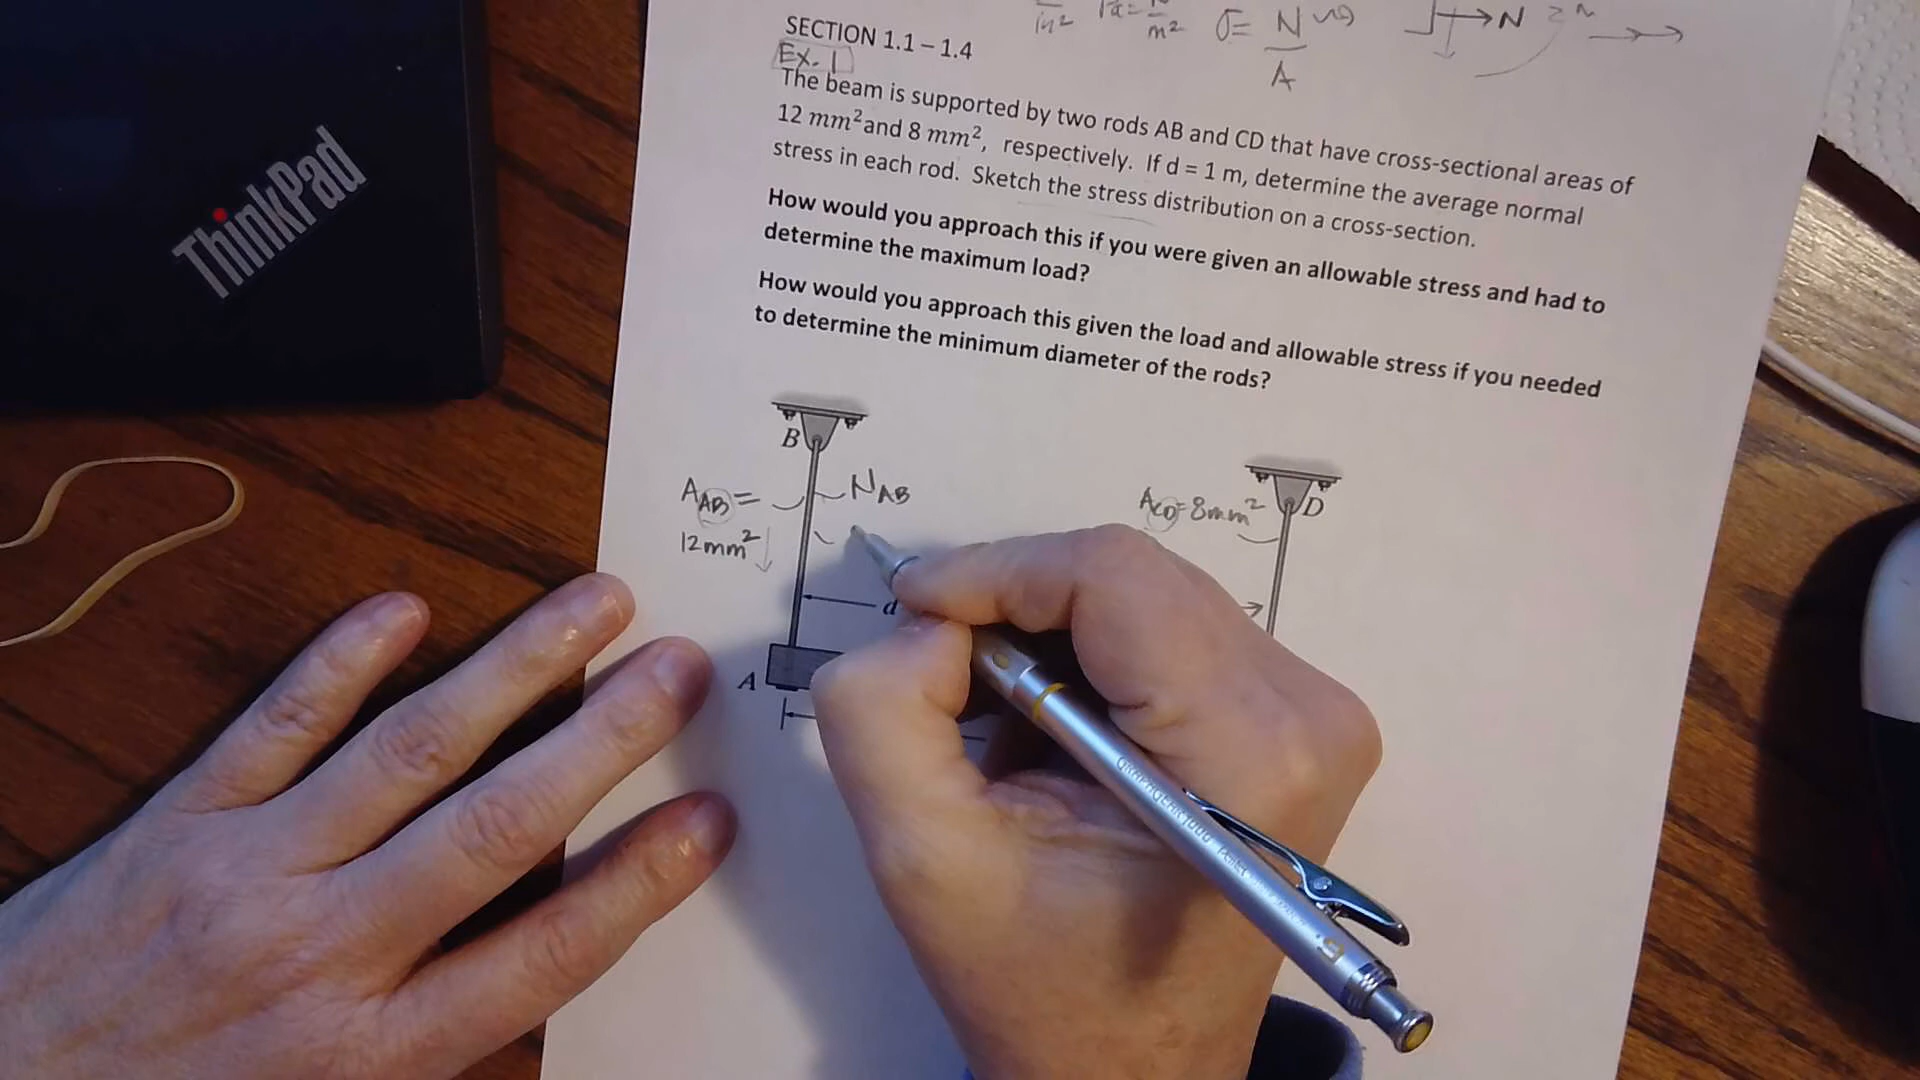 ThinkPad
in² Pa = N/m² σ = N/A N
SECTION 1.1 – 1.4
Ex. 1
The beam is supported by two rods AB and CD that have cross-sectional areas of
12 mm² and 8 mm², respectively. If d = 1 m, determine the average normal
stress in each rod. Sketch the stress distribution on a cross-section.
How would you approach this if you were given an allowable stress and had to
determine the maximum load?
How would you approach this given the load and allowable stress if you needed
to determine the minimum diameter of the rods?
B
A_AB = N_AB
12mm²
A_CD = 8mm² D
d
A